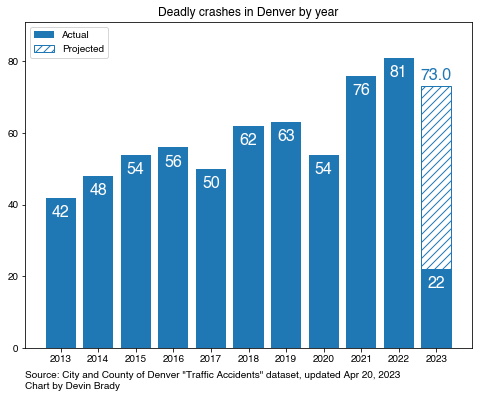 Deadly crashes in Denver by year
Actual
Projected
80
60
40
20
0
42
48
54
56
50
62
63
54
76
81
73.0
22
2013 2014 2015 2016 2017 2018 2019 2020 2021 2022 2023
Source: City and County of Denver "Traffic Accidents" dataset, updated Apr 20, 2023
Chart by Devin Brady